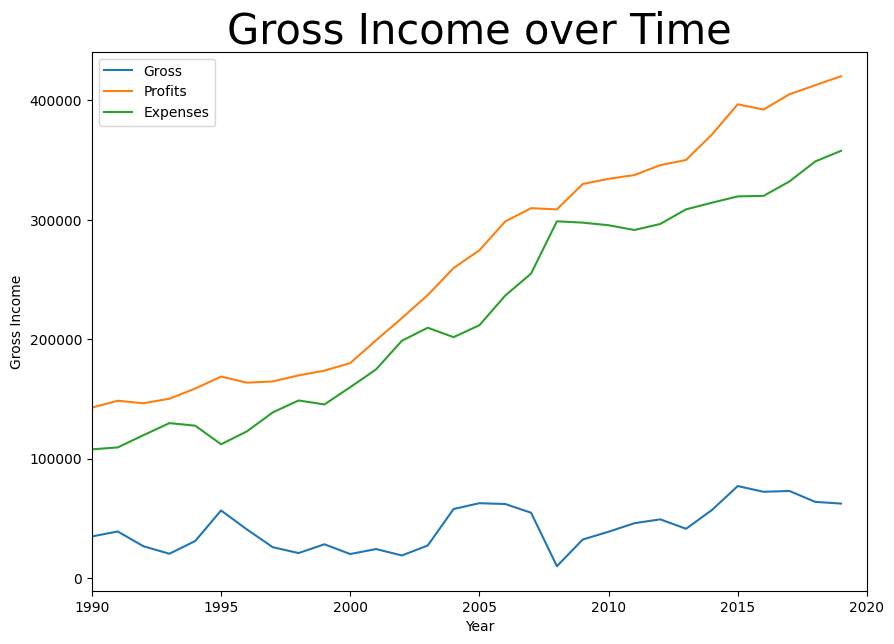 Gross Income over Time
Gross
Profits
Expenses
400000
300000
200000
100000
0
Gross Income
1990 1995 2000 2005 2010 2015 2020
Year